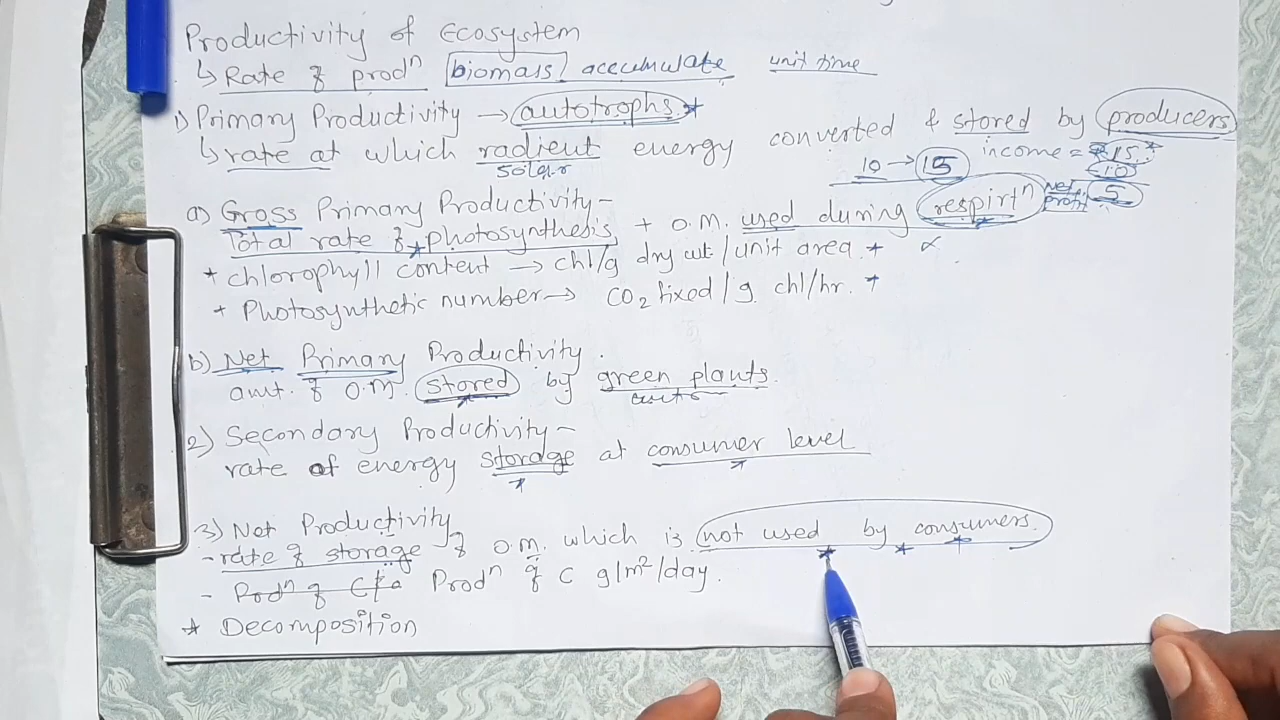 Productivity of Ecosystem
↳ Rate of prodⁿ biomass accumulate unit time
1) Primary Productivity → autotrophs *
↳ rate at which radient energy converted & stored by producers
solar
10 → 15 income = 15
- 10
Net profit 5
a) Gross Primary Productivity -
Total rate of photosynthesis + O.M. used during respirtⁿ
* chlorophyll content → chl/g dry wt / unit area *
* Photosynthetic number → CO₂ fixed / g chl/hr. *
b) Net Primary Productivity.
amt. of O.M. stored by green plants.
2) Secondary Productivity -
rate of energy storage at consumer level
3) Net Productivity
- rate of storage of O.M. which is not used by consumers.
- Prodⁿ of C g/m²/day.
* Decomposition